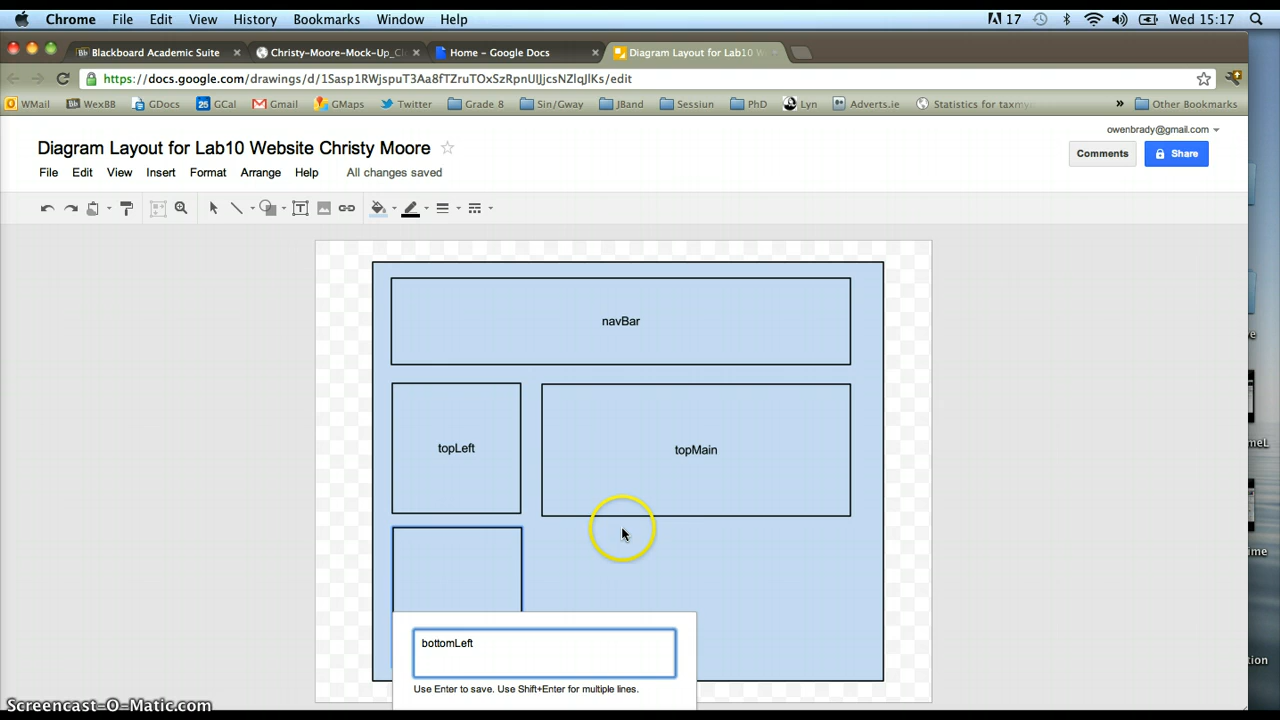 Chrome File Edit View History Bookmarks Window Help 17 Wed 15:17
Blackboard Academic Suite Christy-Moore-Mock-Up_C Home - Google Docs Diagram Layout for Lab10 W
https://docs.google.com/drawings/d/1Sasp1RWjspuT3Aa8fTZruTOxSzRpnUIJjcsNZlqJlKs/edit
WMail Bb WexBB GDocs 25 GCal Gmail GMaps Twitter Grade 8 Sin/Gway JBand Sessiun PhD Lyn Adverts.ie Statistics for taxmy » Other Bookmarks
owenbrady@gmail.com
Diagram Layout for Lab10 Website Christy Moore
Comments Share
File Edit View Insert Format Arrange Help All changes saved
navBar
topLeft topMain
bottomLeft
Use Enter to save. Use Shift+Enter for multiple lines.
Screencast-O-Matic.com